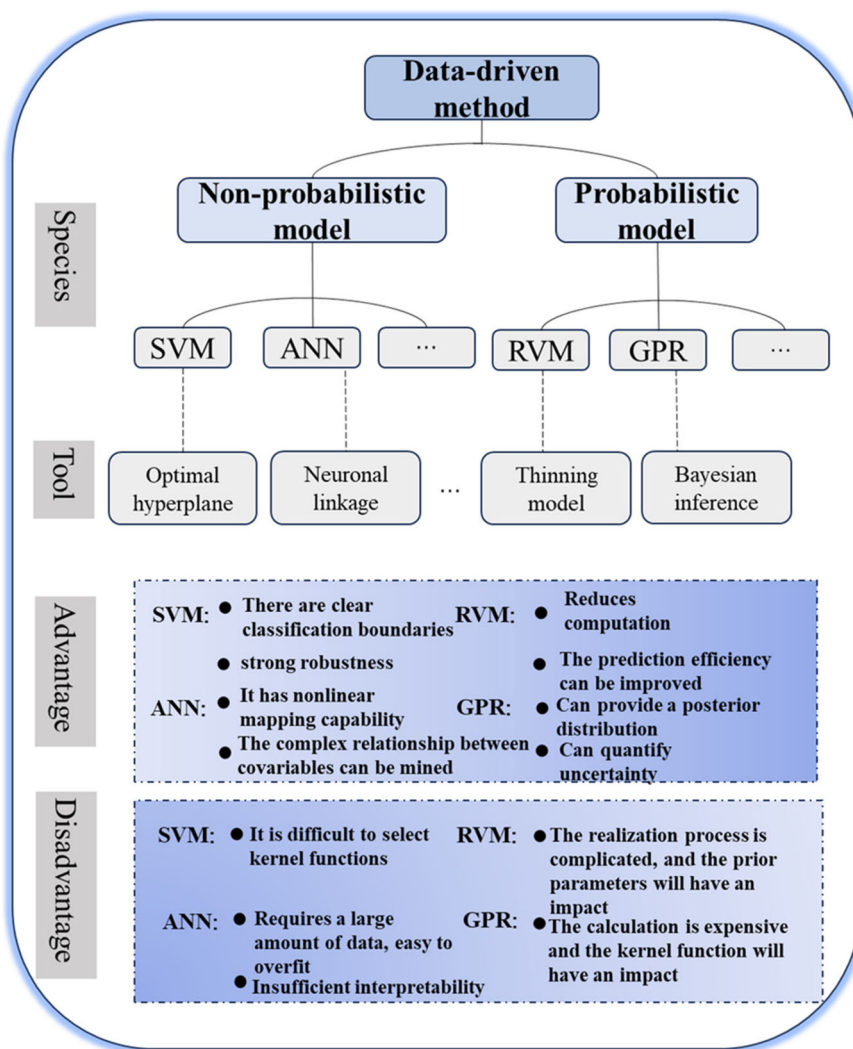 Data-driven
method
Non-probabilistic
model
Probabilistic
model
Species
SVM
ANN
...
RVM
GPR
...
Tool
Optimal
hyperplane
Neuronal
linkage
...
Thinning
model
Bayesian
inference
Advantage
SVM:
● There are clear
classification boundaries
● strong robustness
ANN:
● It has nonlinear
mapping capability
● The complex relationship between
covariables can be mined
RVM:
● Reduces
computation
● The prediction efficiency
can be improved
GPR:
● Can provide a posterior
distribution
● Can quantify
uncertainty
Disadvantage
SVM:
● It is difficult to select
kernel functions
ANN:
● Requires a large
amount of data, easy to
overfit
● Insufficient interpretability
RVM:
● The realization process is
complicated, and the prior
parameters will have an
impact
GPR:
● The calculation is expensive
and the kernel function will
have an impact